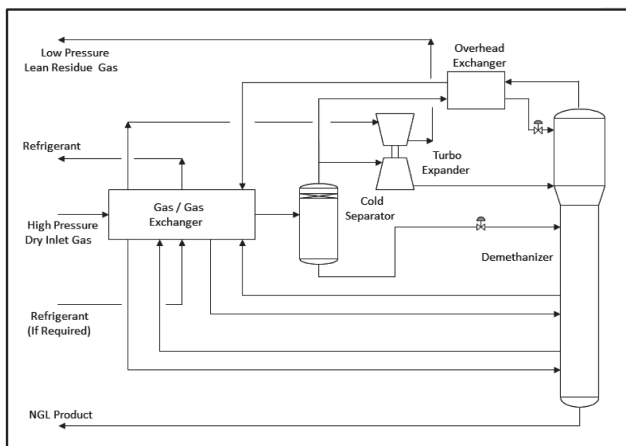 Low Pressure
Lean Residue Gas
Overhead
Exchanger
Refrigerant
Turbo
Expander
Gas / Gas
Exchanger
Cold
Separator
High Pressure
Dry Inlet Gas
Demethanizer
Refrigerant
(If Required)
NGL Product